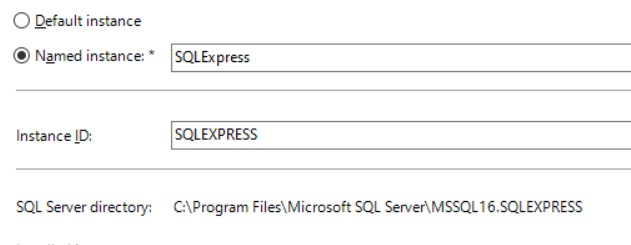 Default instance
Named instance: * SQLExpress
Instance ID: SQLEXPRESS
SQL Server directory: C:\Program Files\Microsoft SQL Server\MSSQL16.SQLEXPRESS